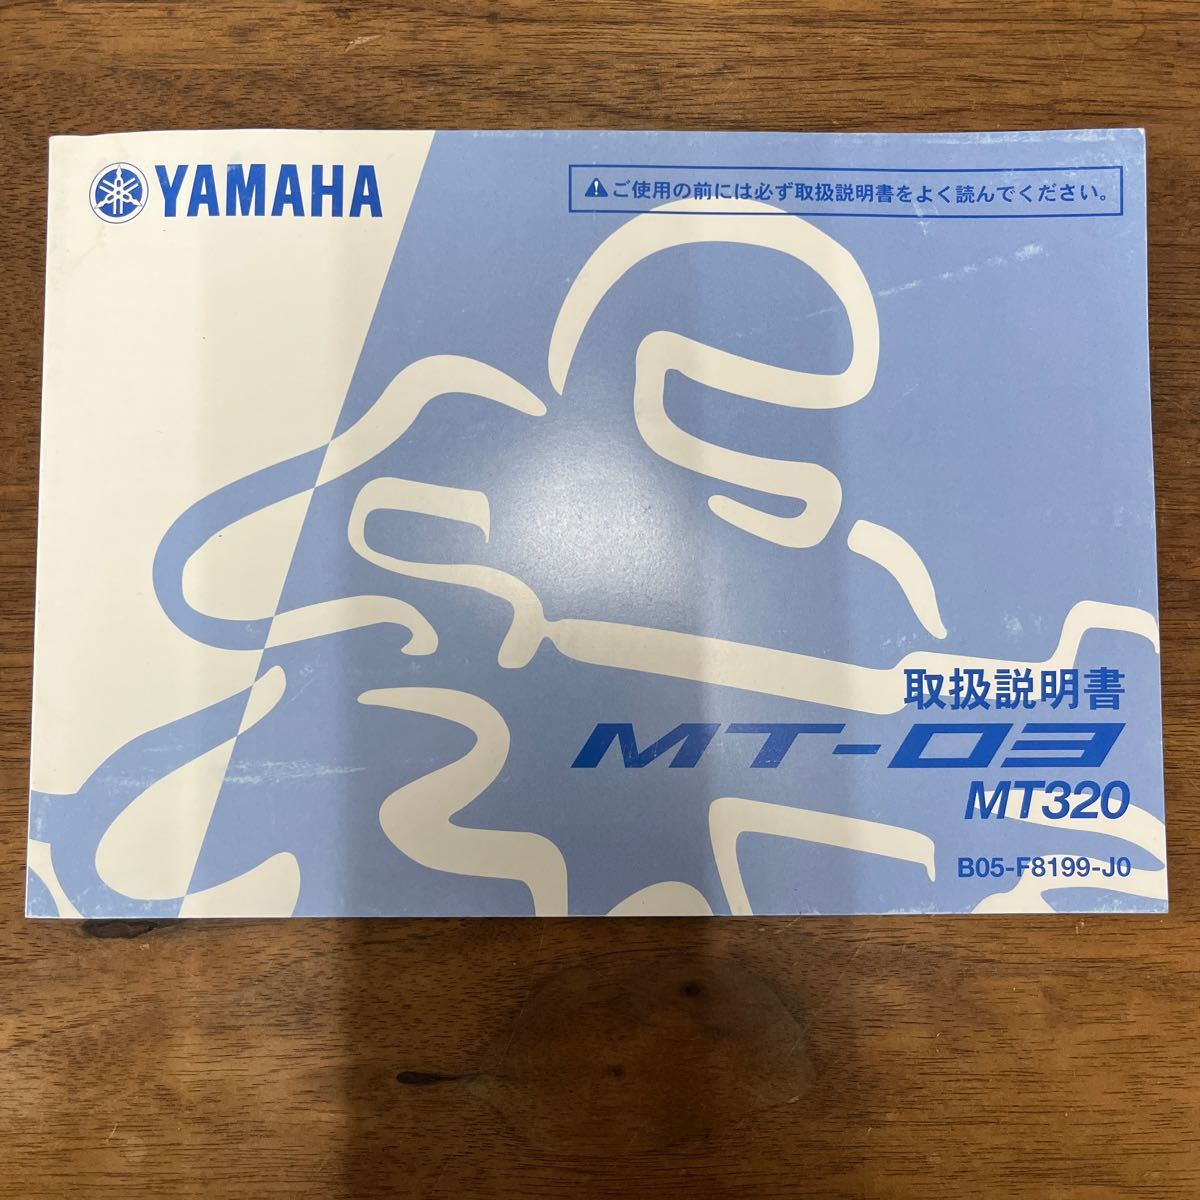 YAMAHA
⚠ご使用の前には必ず取扱説明書をよく読んでください。
取扱説明書
MT-03
MT320
B05-F8199-J0